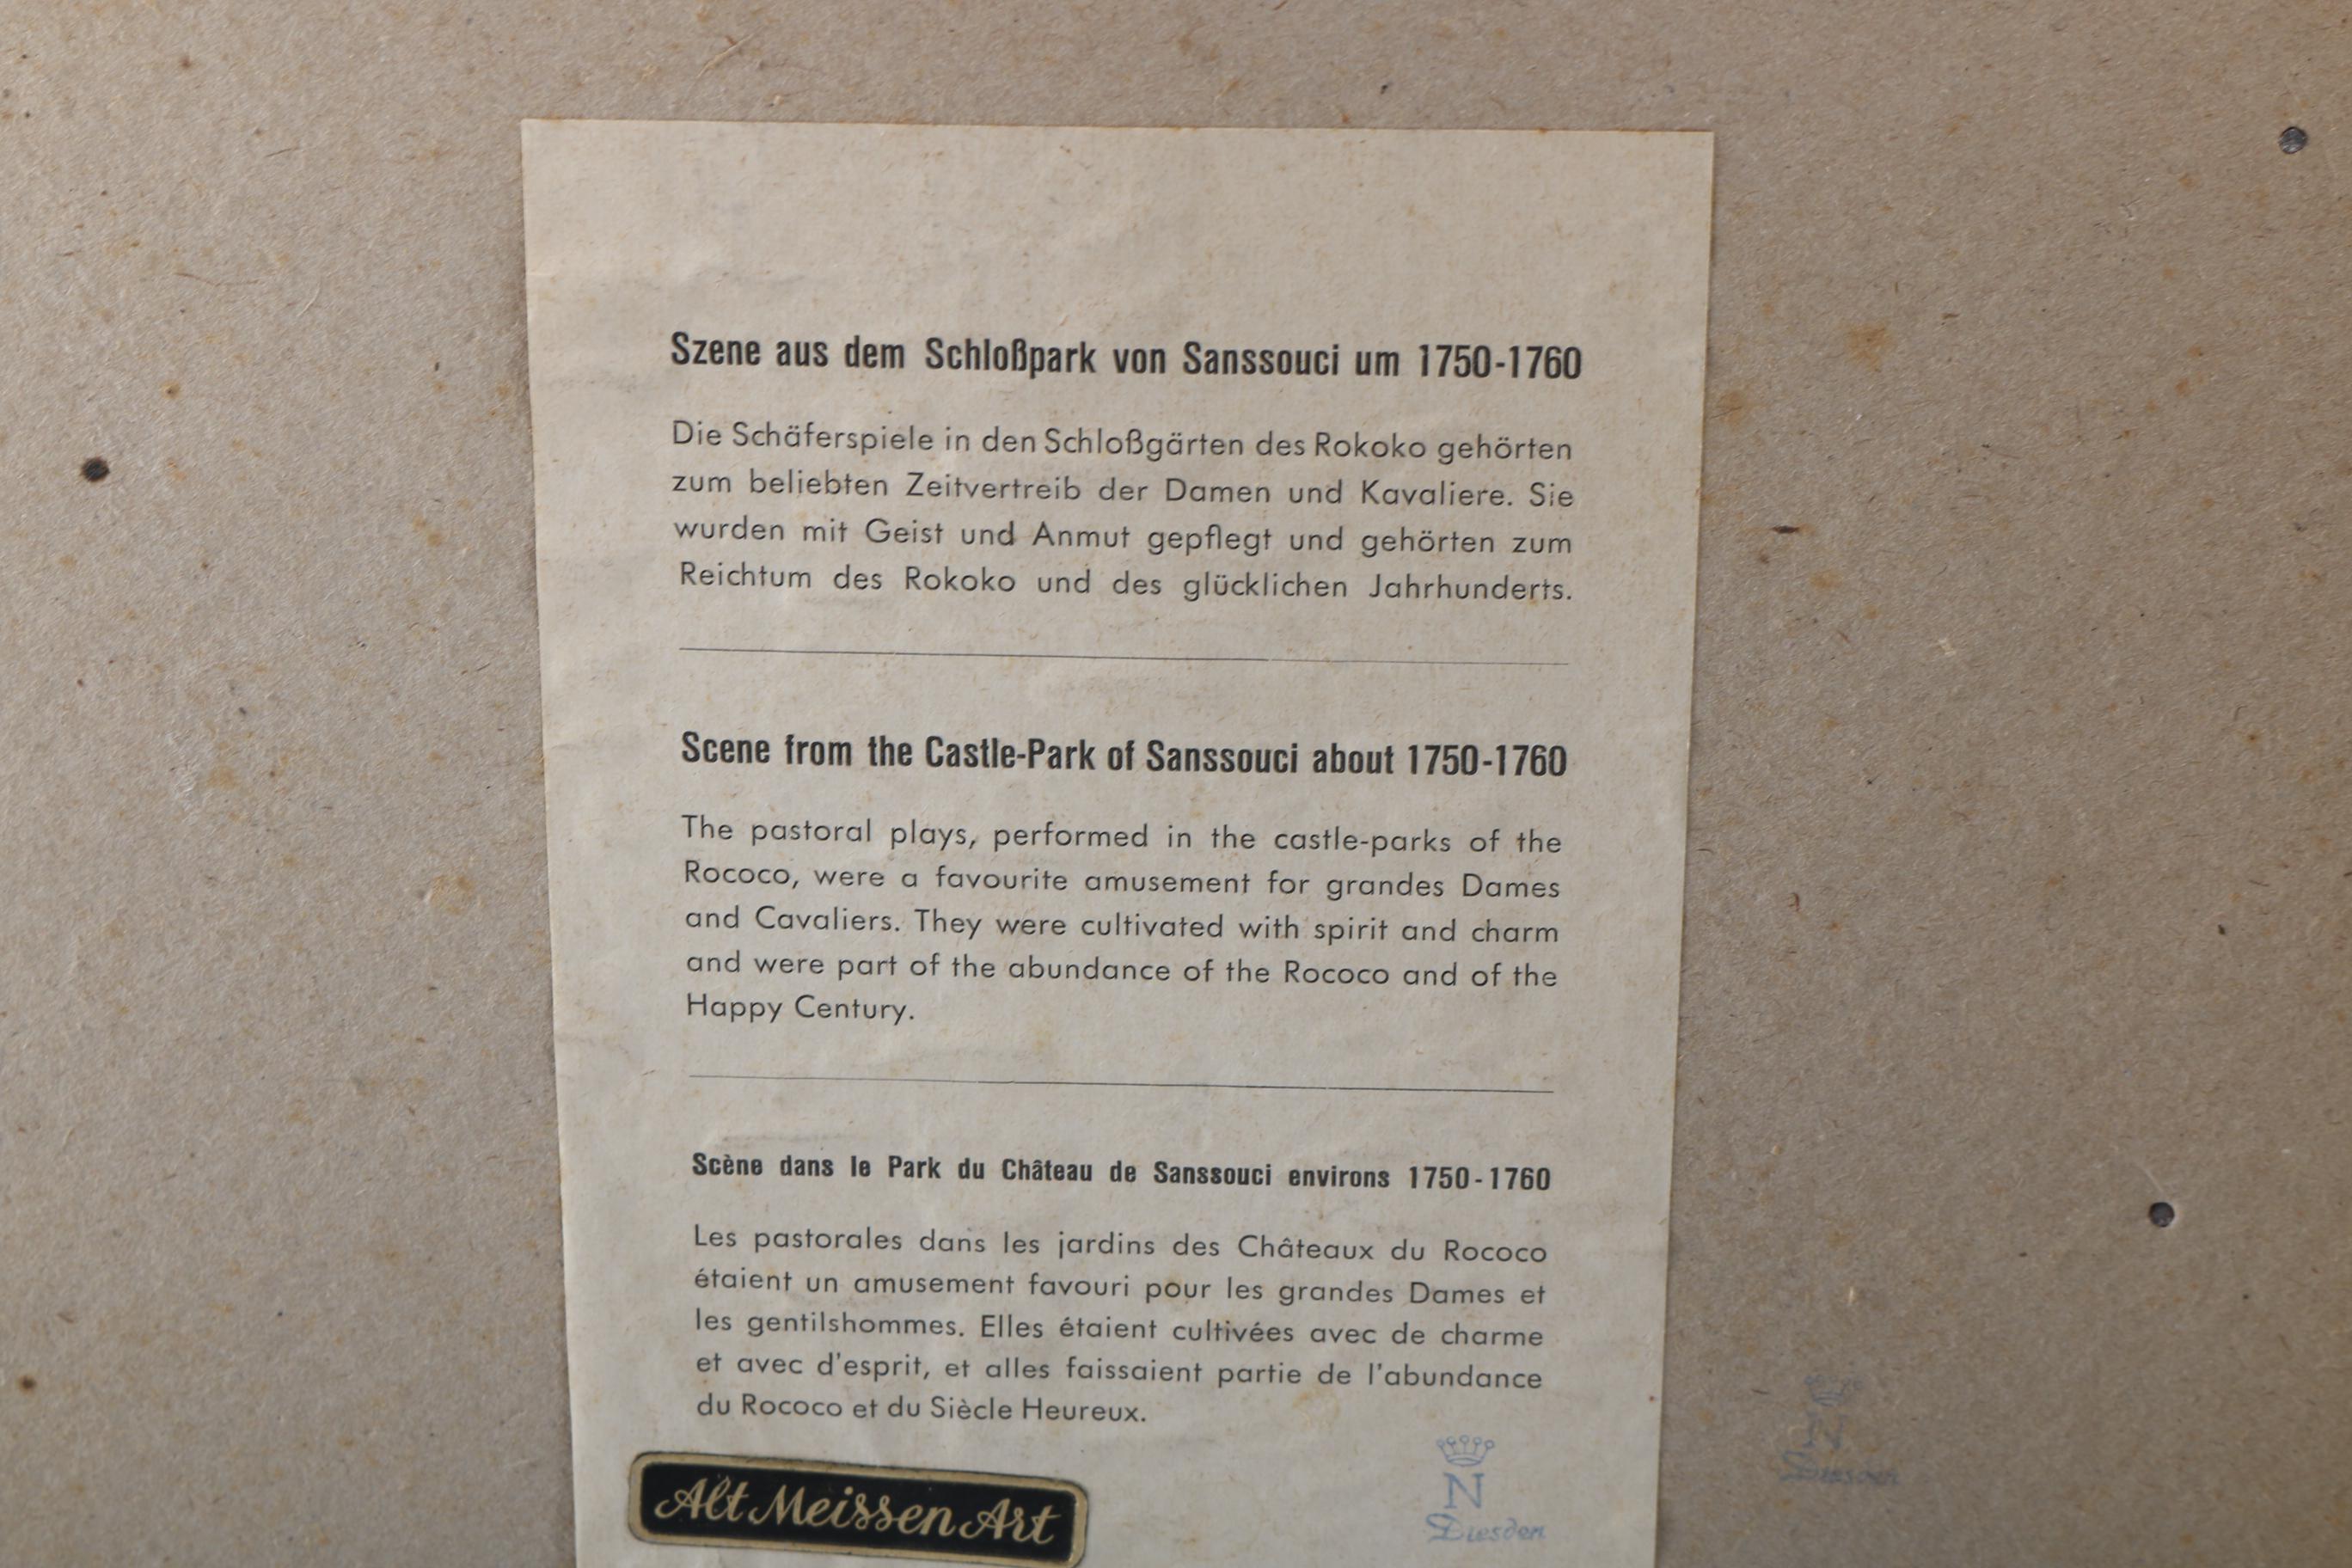 Szene aus dem Schloßpark von Sanssouci um 1750-1760
Die Schäferspiele in den Schloßgärten des Rokoko gehörten
zum beliebten Zeitvertreib der Damen und Kavaliere. Sie
wurden mit Geist und Anmut gepflegt und gehörten zum
Reichtum des Rokoko und des glücklichen Jahrhunderts.
Scene from the Castle-Park of Sanssouci about 1750-1760
The pastoral plays, performed in the castle-parks of the
Rococo, were a favourite amusement for grandes Dames
and Cavaliers. They were cultivated with spirit and charm
and were part of the abundance of the Rococo and of the
Happy Century.
Scène dans le Park du Château de Sanssouci environs 1750-1760
Les pastorales dans les jardins des Châteaux du Rococo
étaient un amusement favouri pour les grandes Dames et
les gentilshommes. Elles étaient cultivées avec de charme
et avec d'esprit, et alles faissaient partie de l'abundance
du Rococo et du Siècle Heureux.
Alt Meissen Art
N
Dresden
Dresden